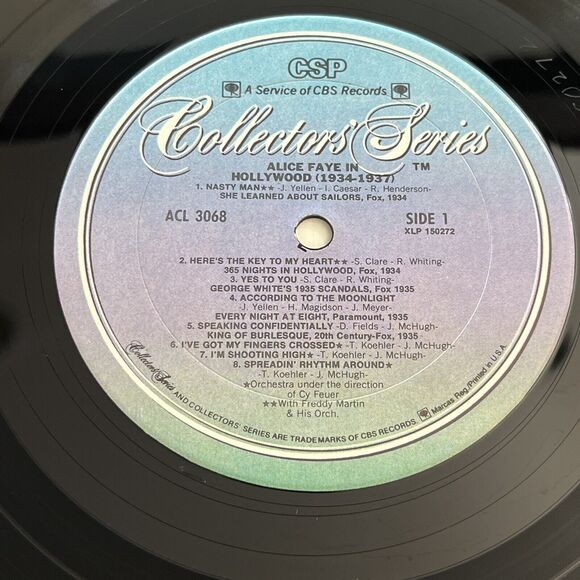 CSP
A Service of CBS Records
Collectors' Series ™
ALICE FAYE IN
HOLLYWOOD (1934-1937)
1. NASTY MAN★★ -J. Yellen - I. Caesar - R. Henderson-
SHE LEARNED ABOUT SAILORS, Fox, 1934
ACL 3068
SIDE 1
XLP 150272
2. HERE'S THE KEY TO MY HEART★★ -S. Clare - R. Whiting-
365 NIGHTS IN HOLLYWOOD, Fox, 1934
3. YES TO YOU -S. Clare - R. Whiting-
GEORGE WHITE'S 1935 SCANDALS, Fox 1935
4. ACCORDING TO THE MOONLIGHT
-J. Yellen - H. Magidson - J. Meyer-
EVERY NIGHT AT EIGHT, Paramount, 1935
5. SPEAKING CONFIDENTIALLY -D. Fields - J. McHugh-
KING OF BURLESQUE, 20th Century-Fox, 1935
6. I'VE GOT MY FINGERS CROSSED★ -T. Koehler - J. McHugh-
7. I'M SHOOTING HIGH★ -T. Koehler - J. McHugh-
8. SPREADIN' RHYTHM AROUND★
-T. Koehler - J. McHugh-
★Orchestra under the direction
of Cy Feuer
★★With Freddy Martin
& His Orch.
Collectors' Series AND COLLECTORS' SERIES ARE TRADEMARKS OF CBS RECORDS
Marcas Reg./Printed in U.S.A.